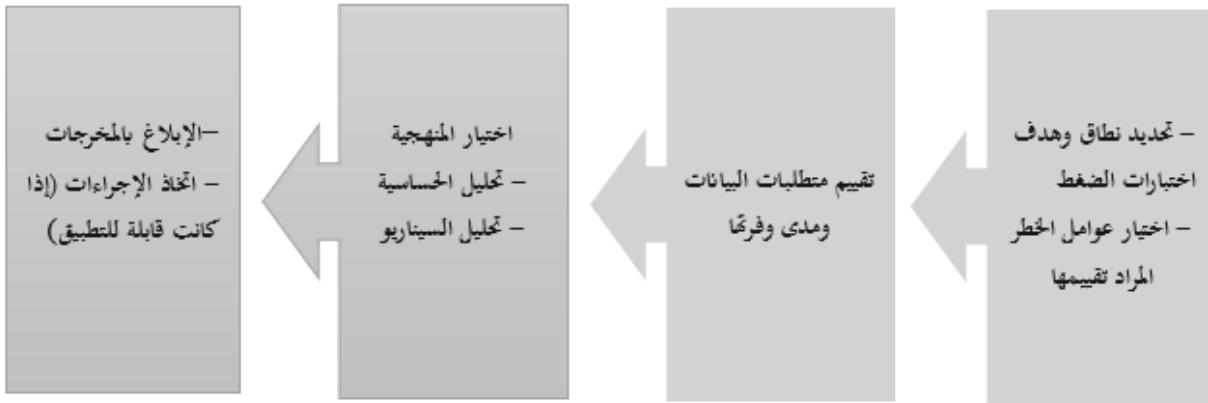 – تحديد نطاق وهدف
اختبارات الضغط
– اختيار عوامل الخطر
المراد تقييمها
تقييم متطلبات البيانات
ومدى وفرتها
اختيار المنهجية
– تحليل الحساسية
– تحليل السيناريو
–الإبلاغ بالمخرجات
– اتخاذ الإجراءات (إذا
كانت قابلة للتطبيق)